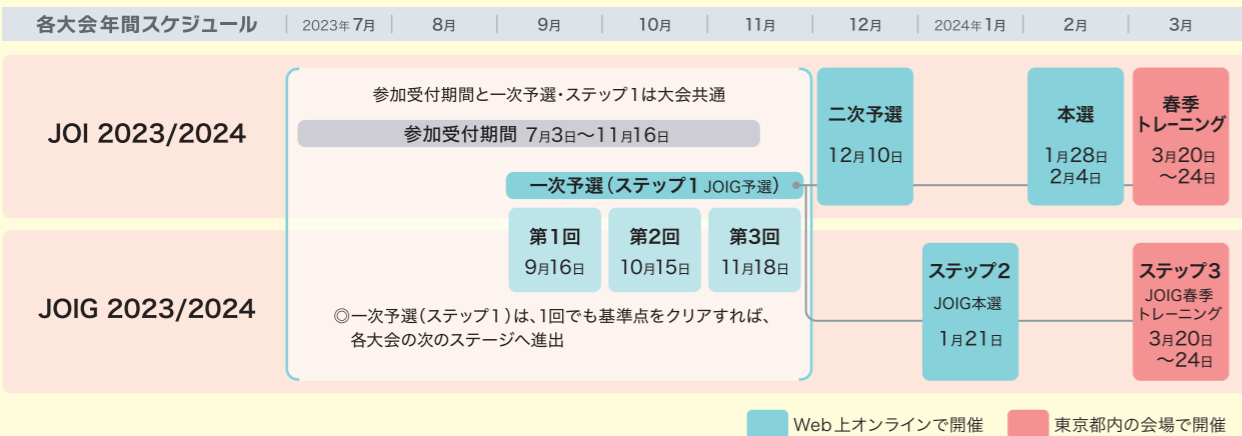 各大会年間スケジュール 2023年7月 8月 9月 10月 11月 12月 2024年1月 2月 3月
JOI 2023/2024
参加受付期間と一次予選・ステップ1は大会共通
参加受付期間 7月3日〜11月16日
一次予選(ステップ1 JOIG予選)
第1回
9月16日
第2回
10月15日
第3回
11月18日
◎一次予選(ステップ1)は、1回でも基準点をクリアすれば、
各大会の次のステージへ進出
二次予選
12月10日
本選
1月28日
2月4日
春季
トレーニング
3月20日
〜24日
JOIG 2023/2024
ステップ2
JOIG本選
1月21日
ステップ3
JOIG春季
トレーニング
3月20日
〜24日
Web上オンラインで開催 東京都内の会場で開催